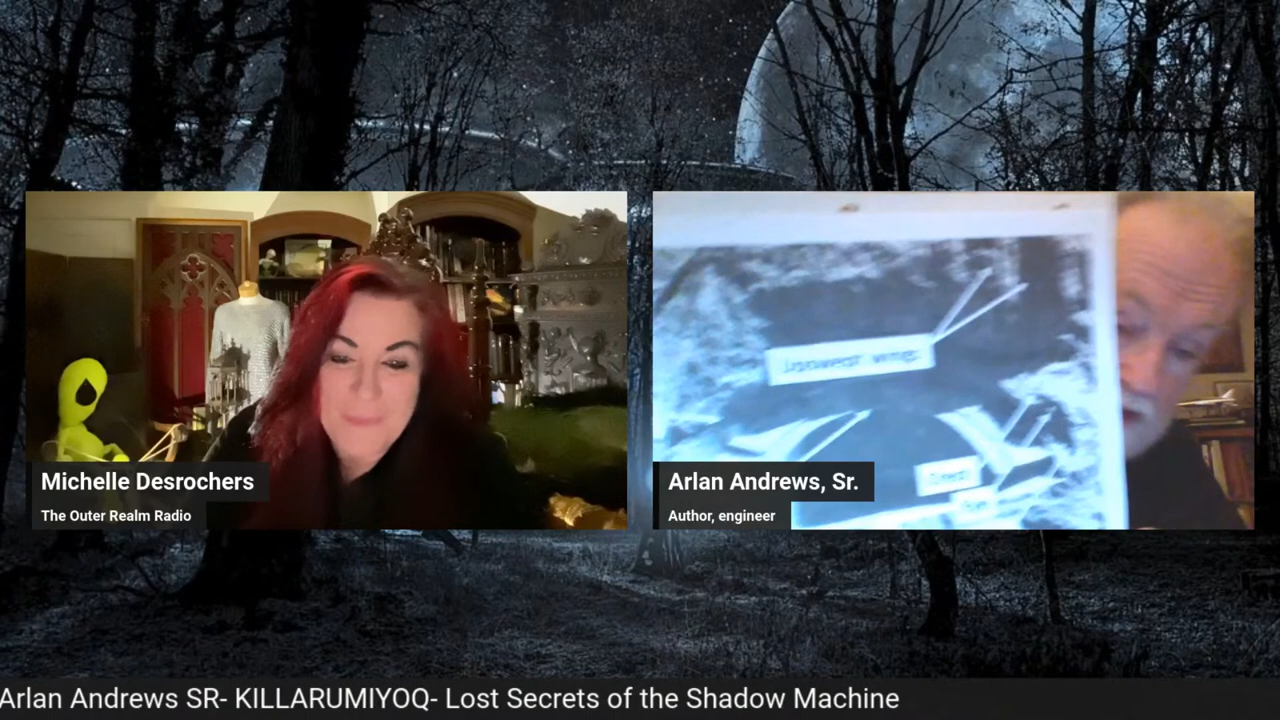 Michelle Desrochers
The Outer Realm Radio
Arlan Andrews, Sr.
Author, engineer
Arlan Andrews SR- KILLARUMIYOQ- Lost Secrets of the Shadow Machine